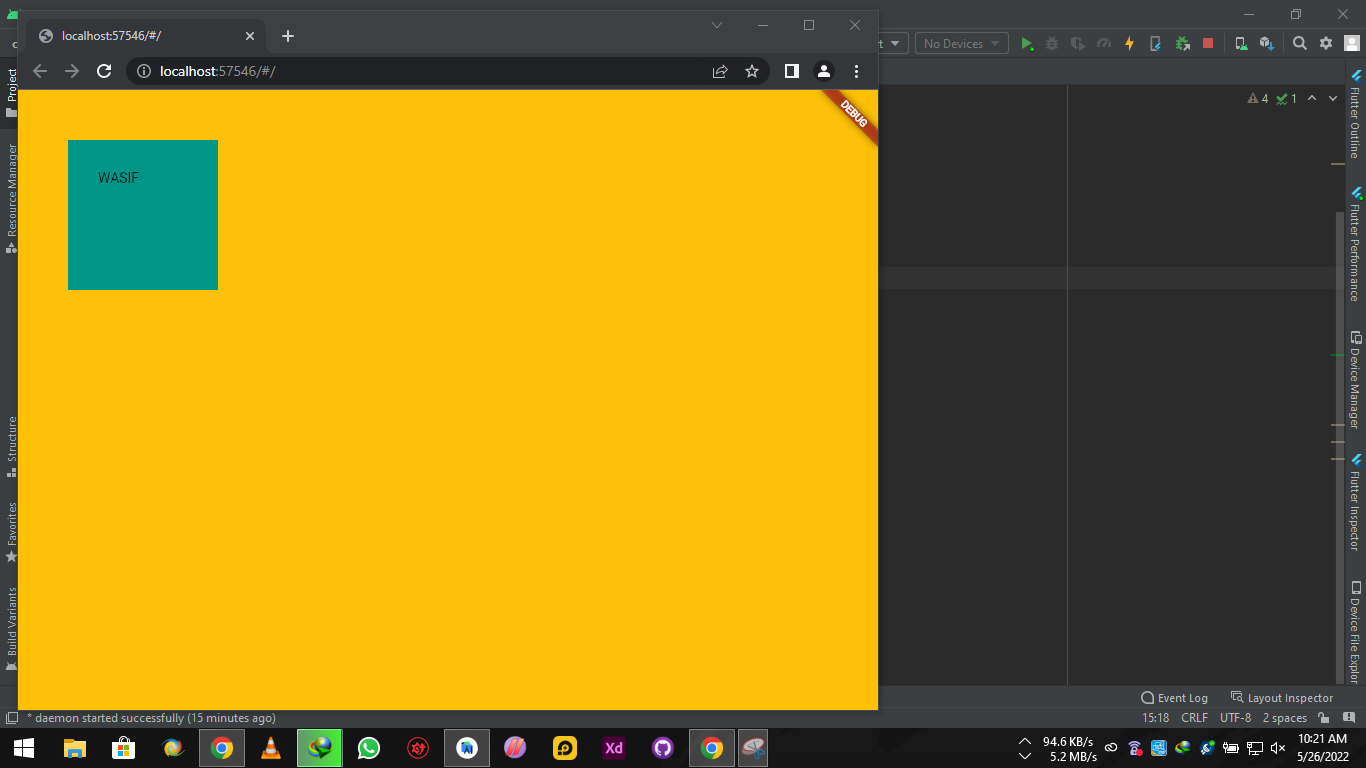 localhost:57546/#/
No Devices
localhost:57546/#/
Project
4
1
DEBUG
WASIF
Flutter Outline
Resource Manager
Flutter Performance
Device Manager
Structure
Flutter Inspector
Favorites
Build Variants
Device File Explor
Event Log
Layout Inspector
* daemon started successfully (15 minutes ago)
15:18
CRLF
UTF-8
2 spaces
Xd
94.6 KB/s
5.2 MB/s
10:21 AM
5/26/2022